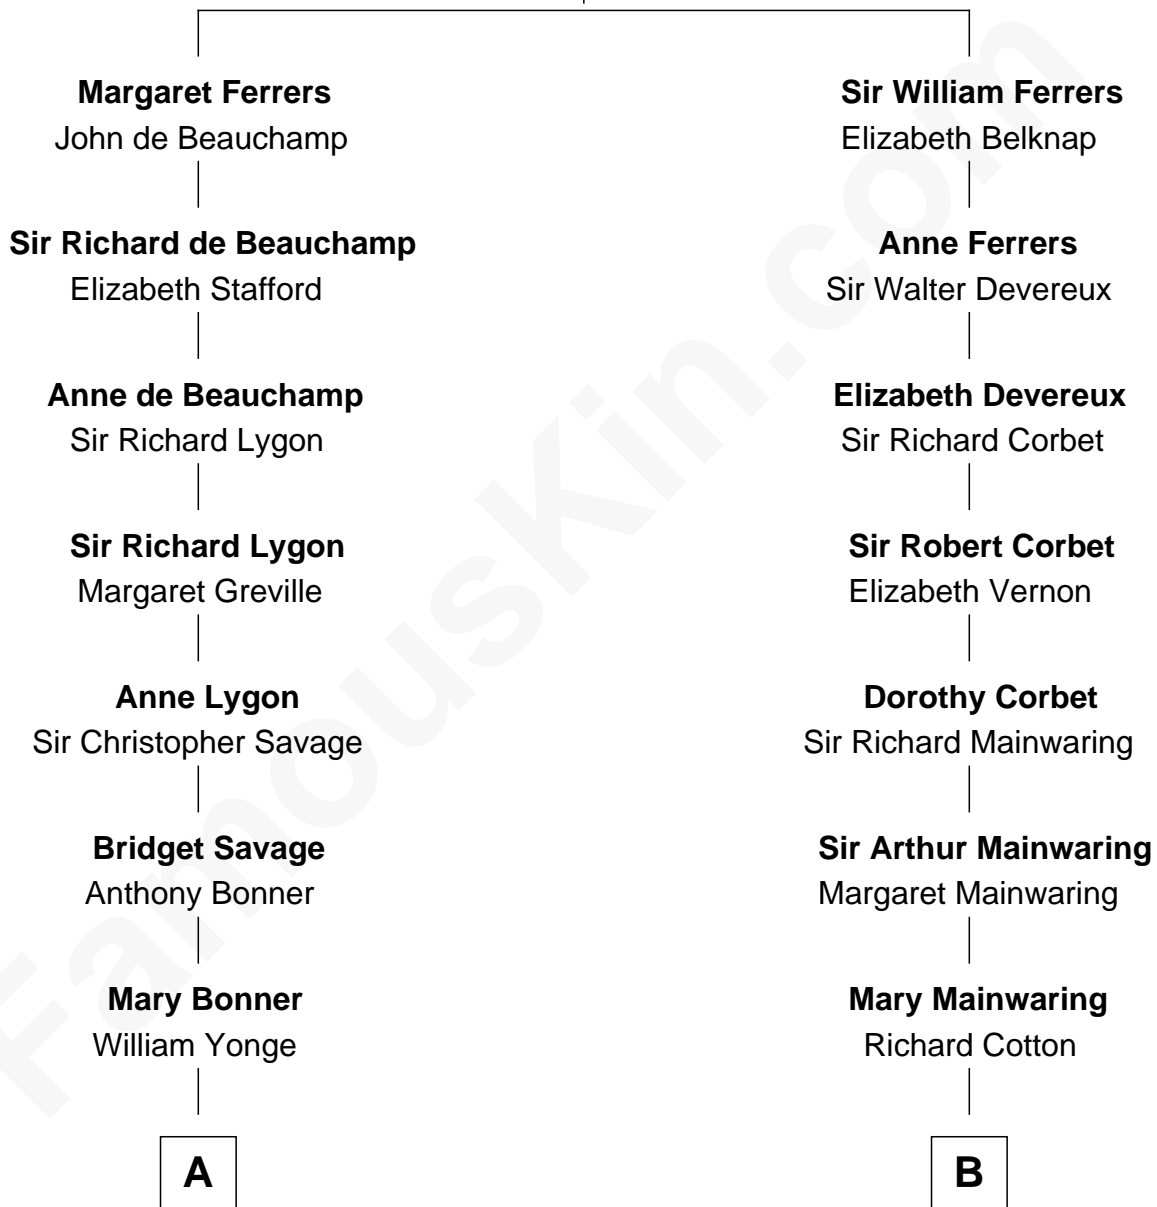 Margaret Ferrers
John de Beauchamp
Sir Richard de Beauchamp
Elizabeth Stafford
Anne de Beauchamp
Sir Richard Lygon
Sir Richard Lygon
Margaret Greville
Anne Lygon
Sir Christopher Savage
Bridget Savage
Anthony Bonner
Mary Bonner
William Yonge
A
Sir William Ferrers
Elizabeth Belknap
Anne Ferrers
Sir Walter Devereux
Elizabeth Devereux
Sir Richard Corbet
Sir Robert Corbet
Elizabeth Vernon
Dorothy Corbet
Sir Richard Mainwaring
Sir Arthur Mainwaring
Margaret Mainwaring
Mary Mainwaring
Richard Cotton
B
FamousKin.com